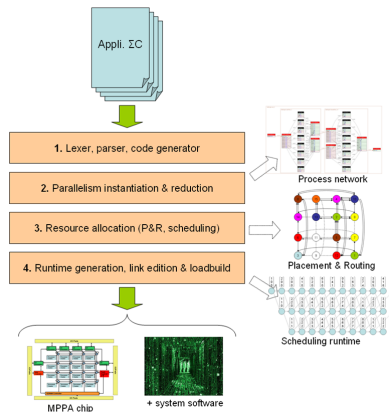 Appli. ΣC
1. Lexer, parser, code generator
2. Parallelism instantiation & reduction
Process network
3. Resource allocation (P&R, scheduling)
Placement & Routing
4. Runtime generation, link edition & loadbuild
Scheduling runtime
MPPA chip
+ system software